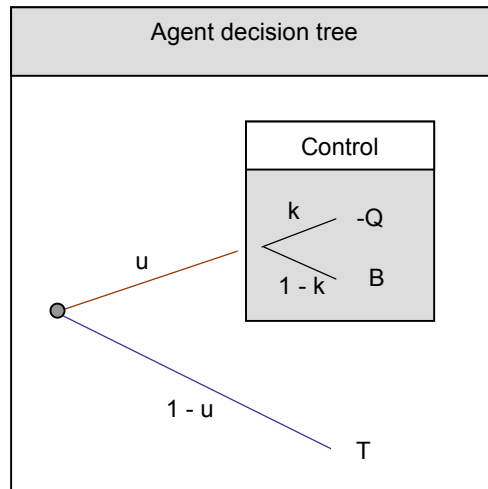 Agent decision tree
Control
k
-Q
u
1 - k
B
1 - u
T